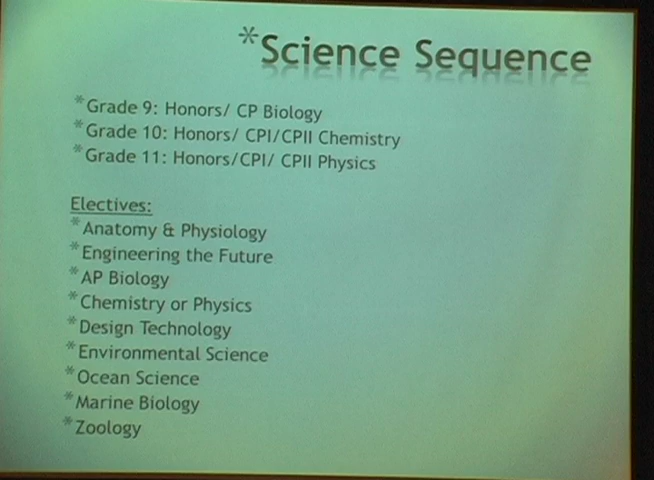 *Science Sequence
*Grade 9: Honors/ CP Biology
*Grade 10: Honors/ CPI/CPII Chemistry
*Grade 11: Honors/CPI/ CPII Physics
Electives:
*Anatomy & Physiology
*Engineering the Future
*AP Biology
*Chemistry or Physics
*Design Technology
*Environmental Science
*Ocean Science
*Marine Biology
*Zoology